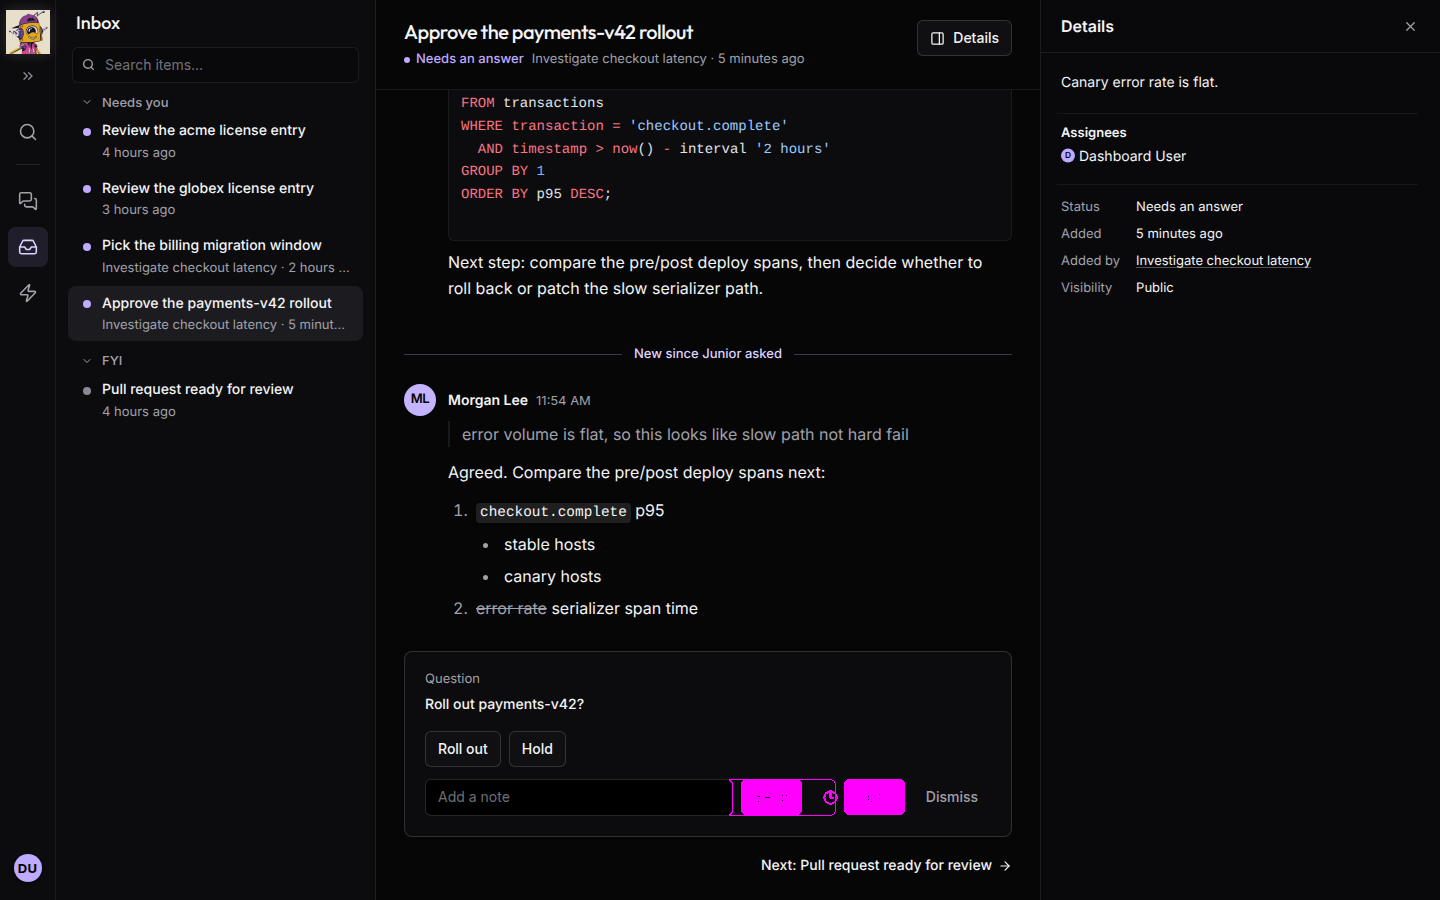 Inbox
Search items...
Needs you
Review the acme license entry
4 hours ago
Review the globex license entry
3 hours ago
Pick the billing migration window
Investigate checkout latency · 2 hours ...
Approve the payments-v42 rollout
Investigate checkout latency · 5 minut...
FYI
Pull request ready for review
4 hours ago
DU
Approve the payments-v42 rollout
Needs an answer Investigate checkout latency · 5 minutes ago
Details
FROM transactions
WHERE transaction = 'checkout.complete'
AND timestamp > now() - interval '2 hours'
GROUP BY 1
ORDER BY p95 DESC;
Next step: compare the pre/post deploy spans, then decide whether to
roll back or patch the slow serializer path.
New since Junior asked
ML Morgan Lee 11:54 AM
error volume is flat, so this looks like slow path not hard fail
Agreed. Compare the pre/post deploy spans next:
1. checkout.complete p95
• stable hosts
• canary hosts
2. error rate serializer span time
Question
Roll out payments-v42?
Roll out Hold
Add a note
Dismiss
Next: Pull request ready for review →
Details
Canary error rate is flat.
Assignees
D Dashboard User
Status Needs an answer
Added 5 minutes ago
Added by Investigate checkout latency
Visibility Public